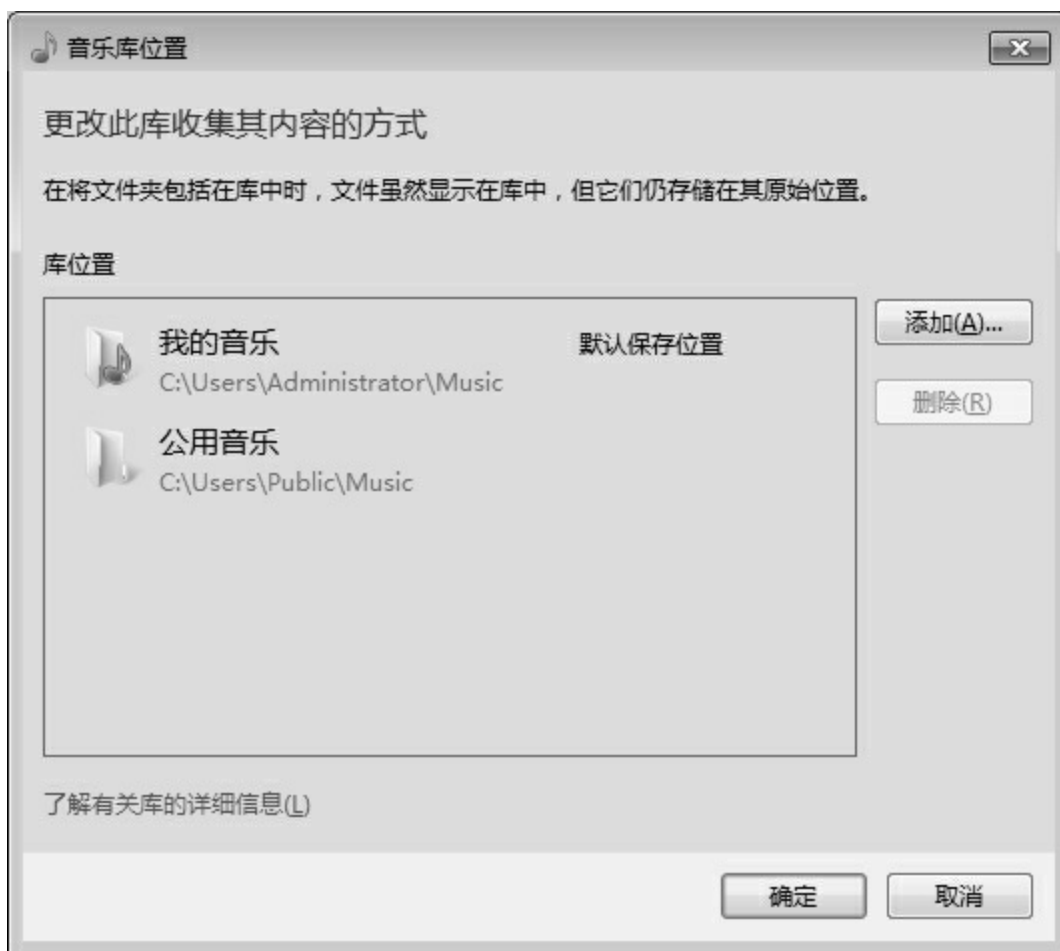 音乐库位置
更改此库收集其内容的方式
在将文件夹包括在库中时，文件虽然显示在库中，但它们仍存储在其原始位置。
库位置
我的音乐 默认保存位置
C:\Users\Administrator\Music
公用音乐
C:\Users\Public\Music
添加(A)...
删除(R)
了解有关库的详细信息(L)
确定 取消